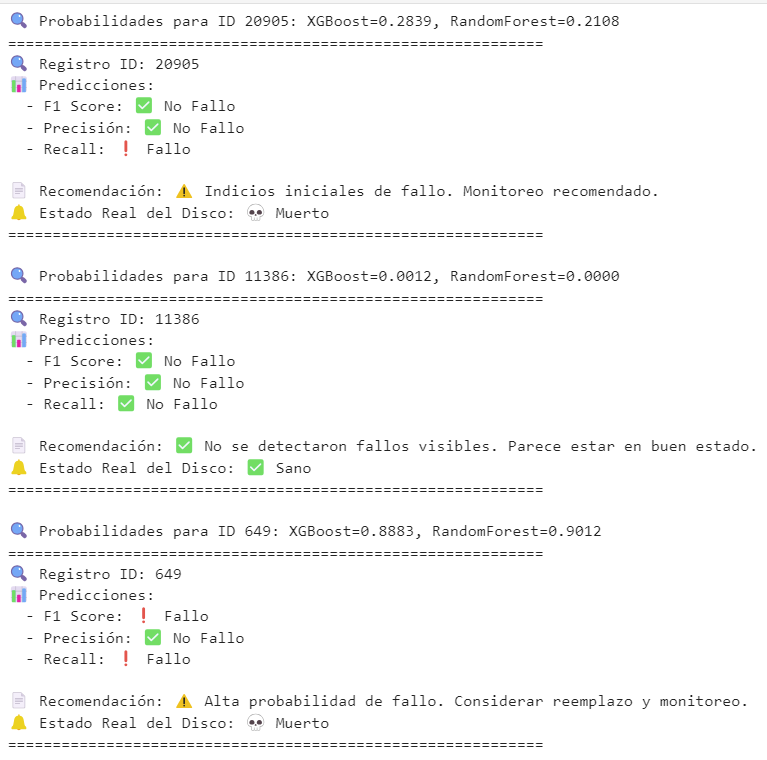 🔍 Probabilidades para ID 20905: XGBoost=0.2839, RandomForest=0.2108
============================================================
🔍 Registro ID: 20905
📊 Predicciones:
  - F1 Score: ✅ No Fallo
  - Precisión: ✅ No Fallo
  - Recall: ❗ Fallo

📄 Recomendación: ⚠️ Indicios iniciales de fallo. Monitoreo recomendado.
🔔 Estado Real del Disco: 💀 Muerto
============================================================

🔍 Probabilidades para ID 11386: XGBoost=0.0012, RandomForest=0.0000
============================================================
🔍 Registro ID: 11386
📊 Predicciones:
  - F1 Score: ✅ No Fallo
  - Precisión: ✅ No Fallo
  - Recall: ✅ No Fallo

📄 Recomendación: ✅ No se detectaron fallos visibles. Parece estar en buen estado.
🔔 Estado Real del Disco: ✅ Sano
============================================================

🔍 Probabilidades para ID 649: XGBoost=0.8883, RandomForest=0.9012
============================================================
🔍 Registro ID: 649
📊 Predicciones:
  - F1 Score: ❗ Fallo
  - Precisión: ✅ No Fallo
  - Recall: ❗ Fallo

📄 Recomendación: ⚠️ Alta probabilidad de fallo. Considerar reemplazo y monitoreo.
🔔 Estado Real del Disco: 💀 Muerto
============================================================